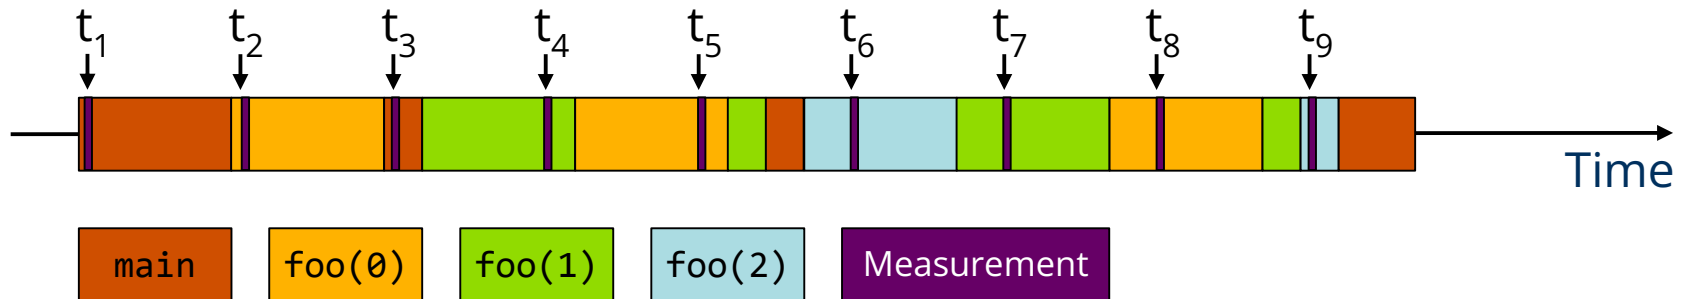 t1 t2 t3 t4 t5 t6 t7 t8 t9
Time
main foo(0) foo(1) foo(2) Measurement